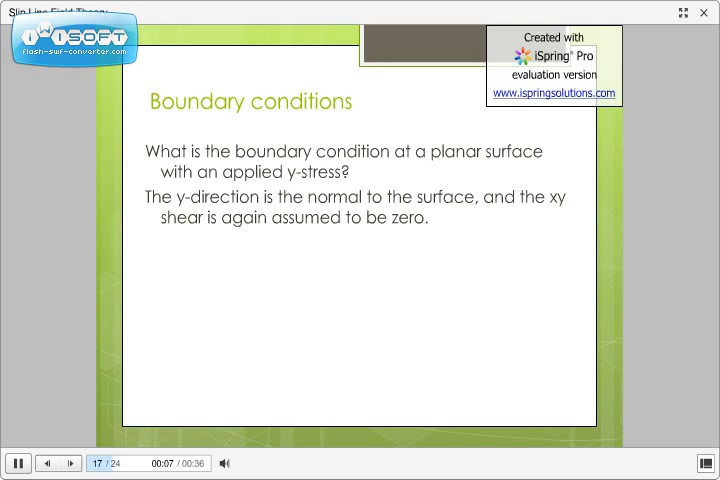 Slip Line Field Theory
iWiSOFT
flash-swf-converter.com
Created with
iSpring® Pro
evaluation version
www.ispringsolutions.com
Boundary conditions
What is the boundary condition at a planar surface
with an applied y-stress?
The y-direction is the normal to the surface, and the xy
shear is again assumed to be zero.
17 / 24
00:07 / 00:36